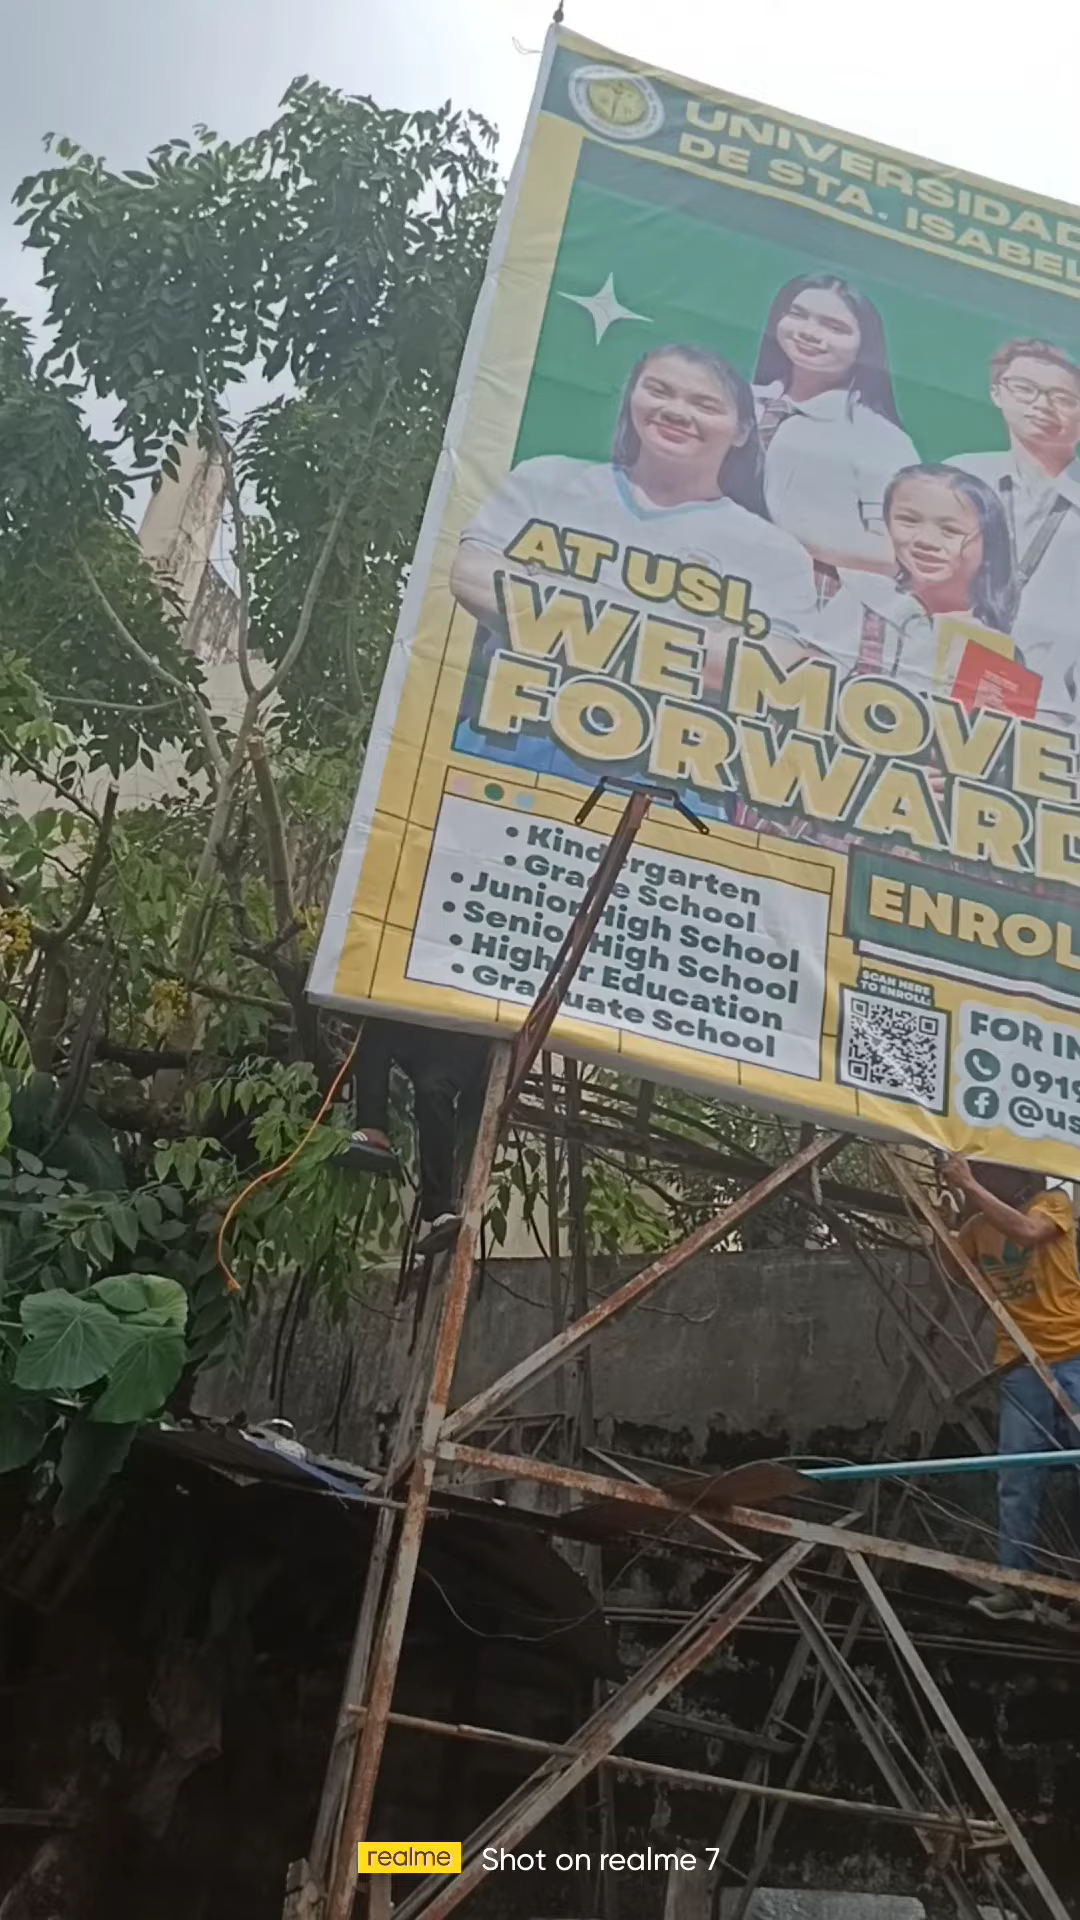 UNIVERSIDAD
DE STA. ISABEL
AT USI,
WE MOVE
FORWARD
• Kindergarten
• Grade School
• Junior High School
• Senior High School
• Higher Education
• Graduate School
ENROL
SCAN HERE
TO ENROLL:
FOR IN
0919
@us
realme Shot on realme 7